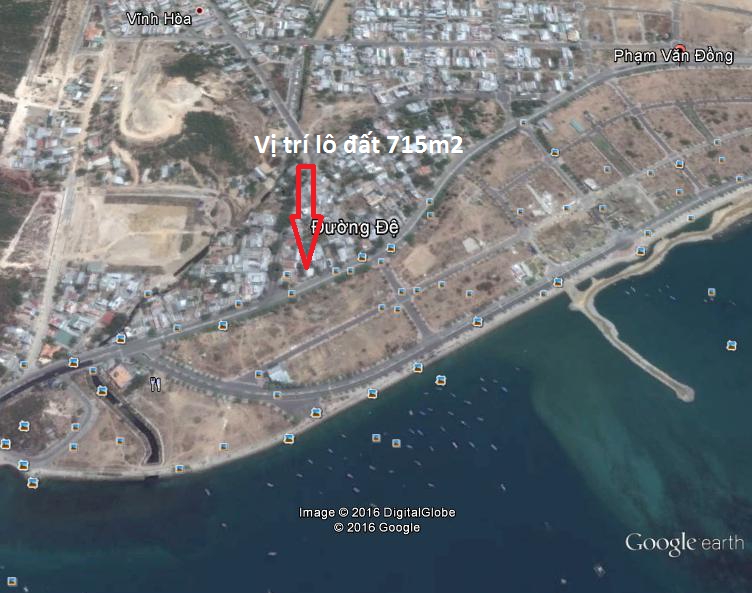 Vĩnh Hòa
Phạm Văn Đồng
Vị trí lô đất 715m2
Đường Đệ
Image © 2016 DigitalGlobe
© 2016 Google
Google earth